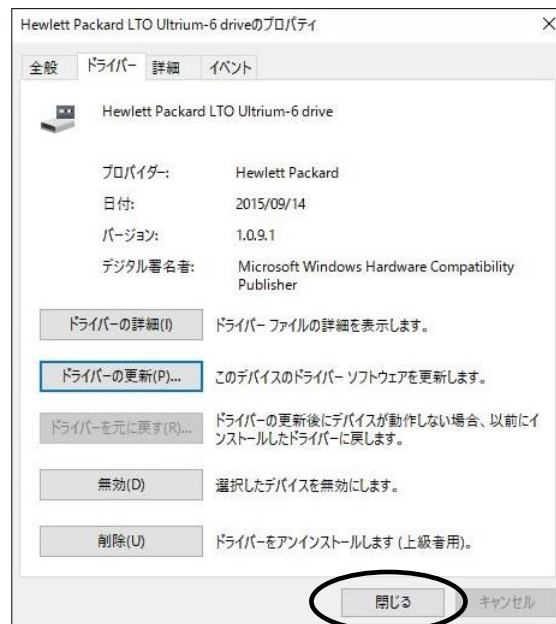 Hewlett Packard LTO Ultrium-6 driveのプロパティ
全般 ドライバー 詳細 イベント
Hewlett Packard LTO Ultrium-6 drive
プロバイダー: Hewlett Packard
日付: 2015/09/14
バージョン: 1.0.9.1
デジタル署名者: Microsoft Windows Hardware Compatibility
Publisher
ドライバーの詳細(I) ドライバー ファイルの詳細を表示します。
ドライバーの更新(P)... このデバイスのドライバー ソフトウェアを更新します。
ドライバーを元に戻す(R)... ドライバーの更新後にデバイスが動作しない場合、以前にイ
ンストールしたドライバーに戻します。
無効(D) 選択したデバイスを無効にします。
削除(U) ドライバーをアンインストールします (上級者用)。
閉じる キャンセル